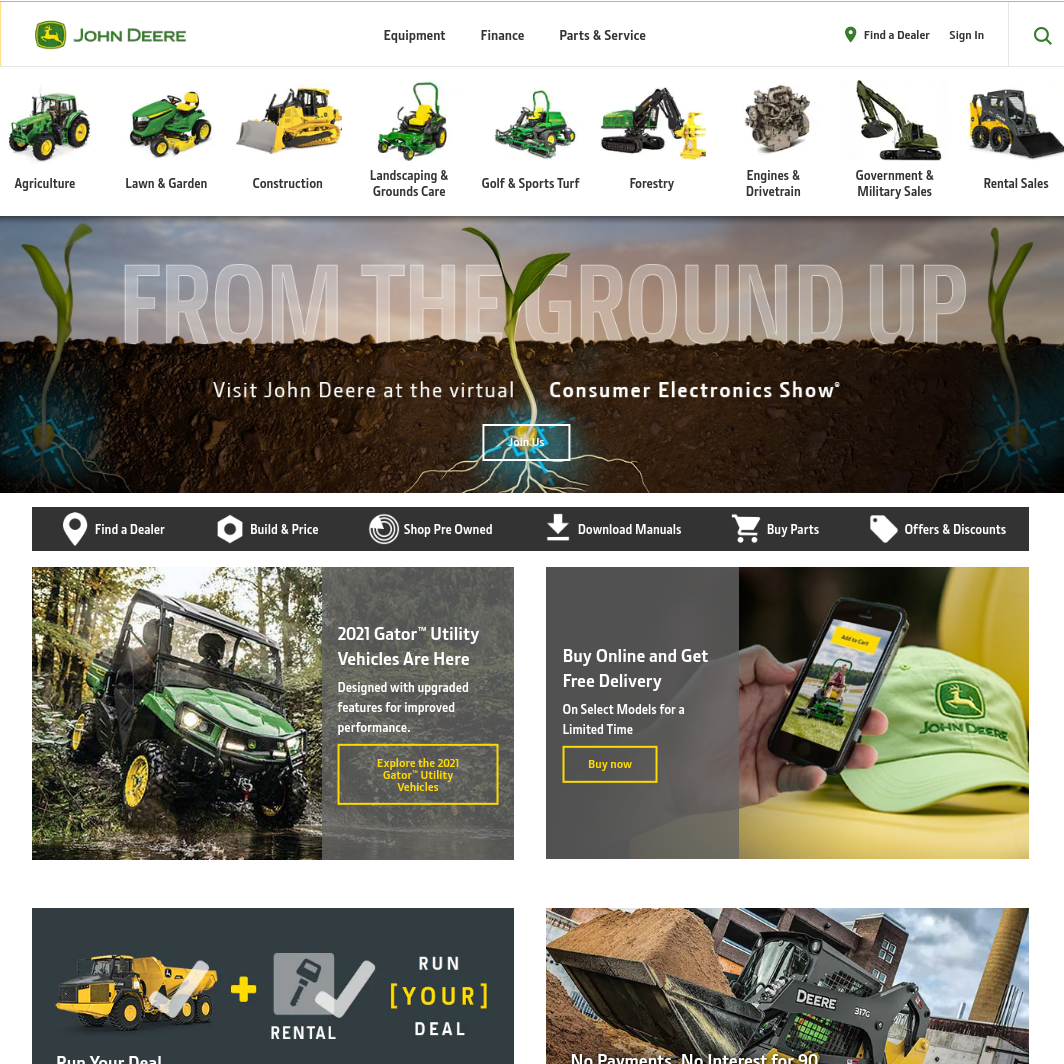 JOHN DEERE
Equipment
Finance
Parts & Service
Find a Dealer
Sign In
Agriculture
Lawn & Garden
Construction
Landscaping &
Grounds Care
Golf & Sports Turf
Forestry
Engines &
Drivetrain
Government &
Military Sales
Rental Sales
FROM THE GROUND UP
Visit John Deere at the virtual Consumer Electronics Show®
Join Us
Find a Dealer
Build & Price
Shop Pre Owned
Download Manuals
Buy Parts
Offers & Discounts
2021 Gator™ Utility
Vehicles Are Here
Designed with upgraded
features for improved
performance.
Explore the 2021
Gator™ Utility
Vehicles
Buy Online and Get
Free Delivery
On Select Models for a
Limited Time
Buy now
Add to Cart
JOHN DEERE
RENTAL
RUN
[YOUR]
DEAL
Run Your Deal
DEERE
317G
No Payments, No Interest for 90